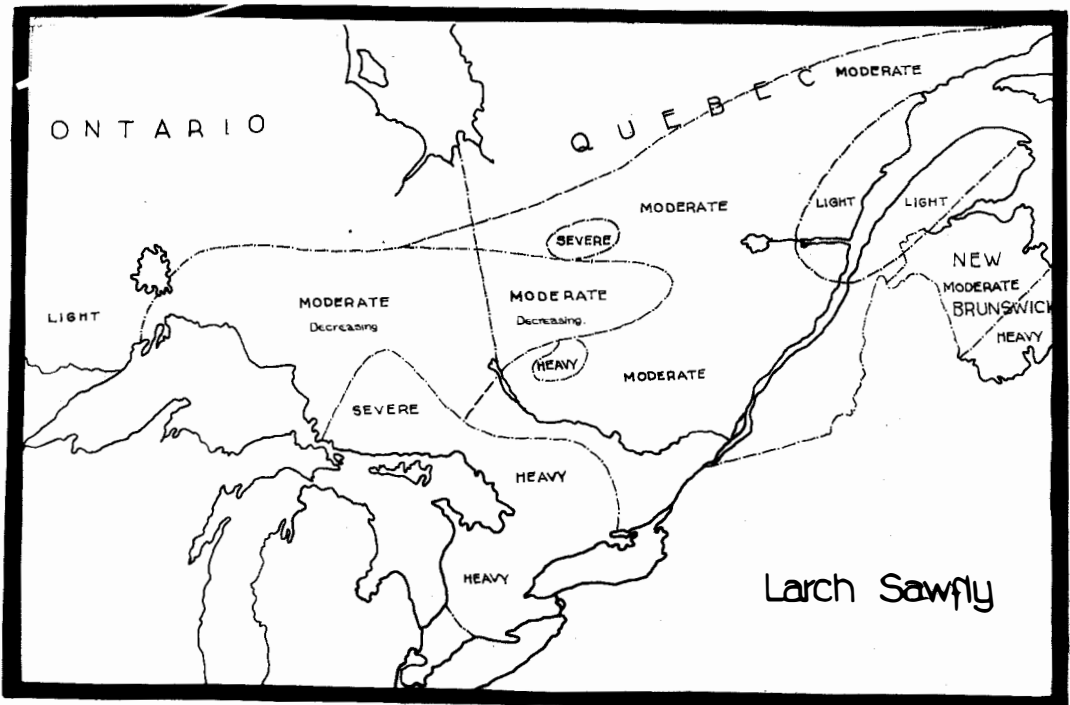 MODERATE
QUEBEC
ONTARIO
MODERATE
LIGHT
LIGHT
SEVERE
NEW
MODERATE
BRUNSWICK
HEAVY
LIGHT
MODERATE
Decreasing
MODERATE
Decreasing.
HEAVY
MODERATE
SEVERE
HEAVY
HEAVY
Larch Sawfly